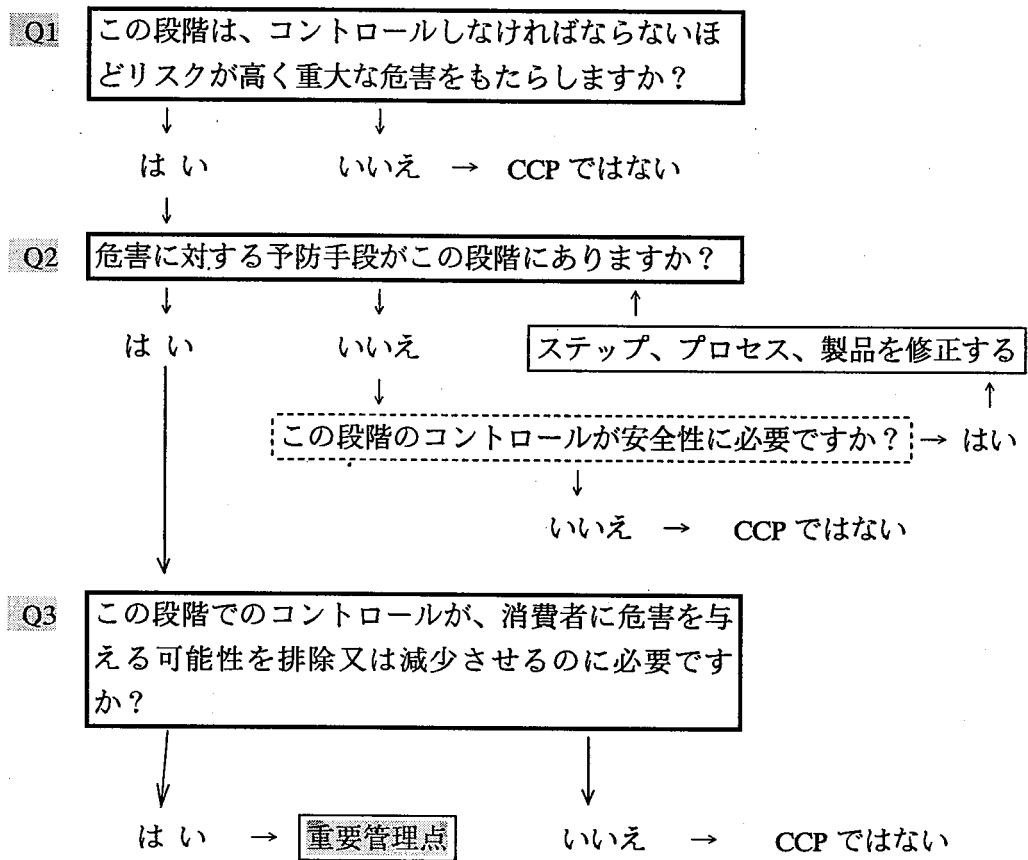 Q1 この段階は、コントロールしなければならないほ
どリスクが高く重大な危害をもたらしますか？
↓ ↓
はい いいえ → CCP ではない
↓
Q2 危害に対する予防手段がこの段階にありますか？
↓ ↓ ↑
はい いいえ ステップ、プロセス、製品を修正する
↓ ↑
この段階のコントロールが安全性に必要ですか？ → はい
↓
いいえ → CCP ではない
↓
Q3 この段階でのコントロールが、消費者に危害を与
える可能性を排除又は減少させるのに必要です
か？
↓ ↓
はい → 重要管理点 いいえ → CCP ではない